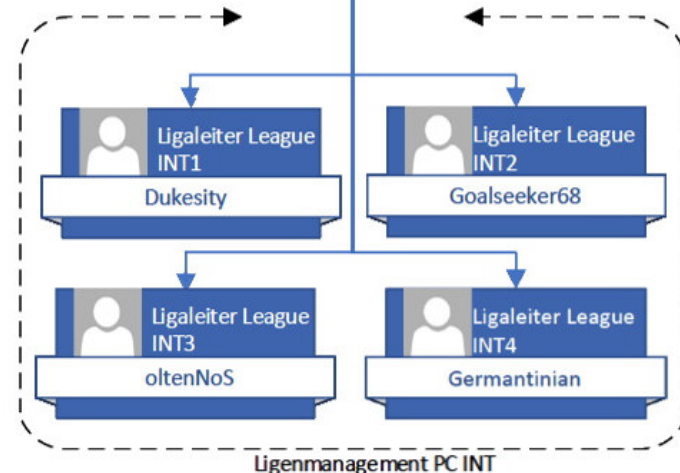 Ligaleiter League
INT1
Dukesity
Ligaleiter League
INT2
Goalseeker68
Ligaleiter League
INT3
oltenNoS
Ligaleiter League
INT4
Germantinian
Ligenmanagement PC INT